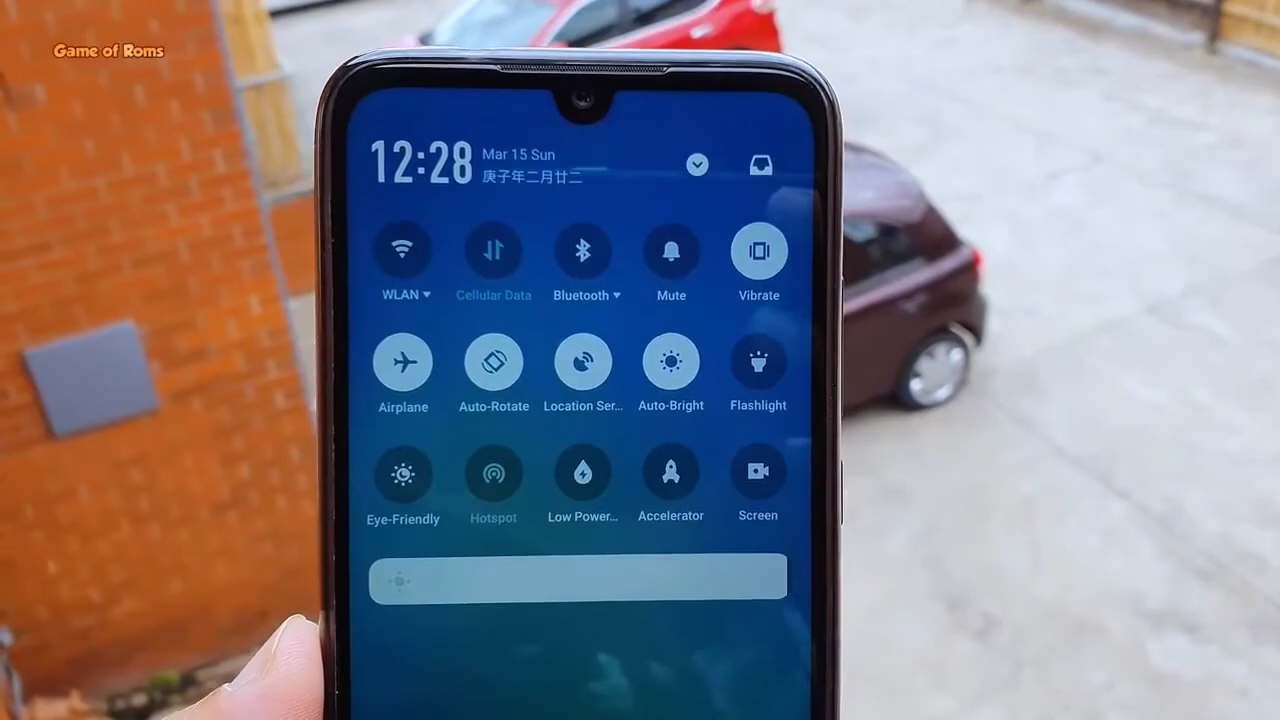 Game of Roms
12:28
Mar 15 Sun
庚子年二月廿二
WLAN
Cellular Data
Bluetooth
Mute
Vibrate
Airplane
Auto-Rotate
Location Ser...
Auto-Bright
Flashlight
Eye-Friendly
Hotspot
Low Power...
Accelerator
Screen